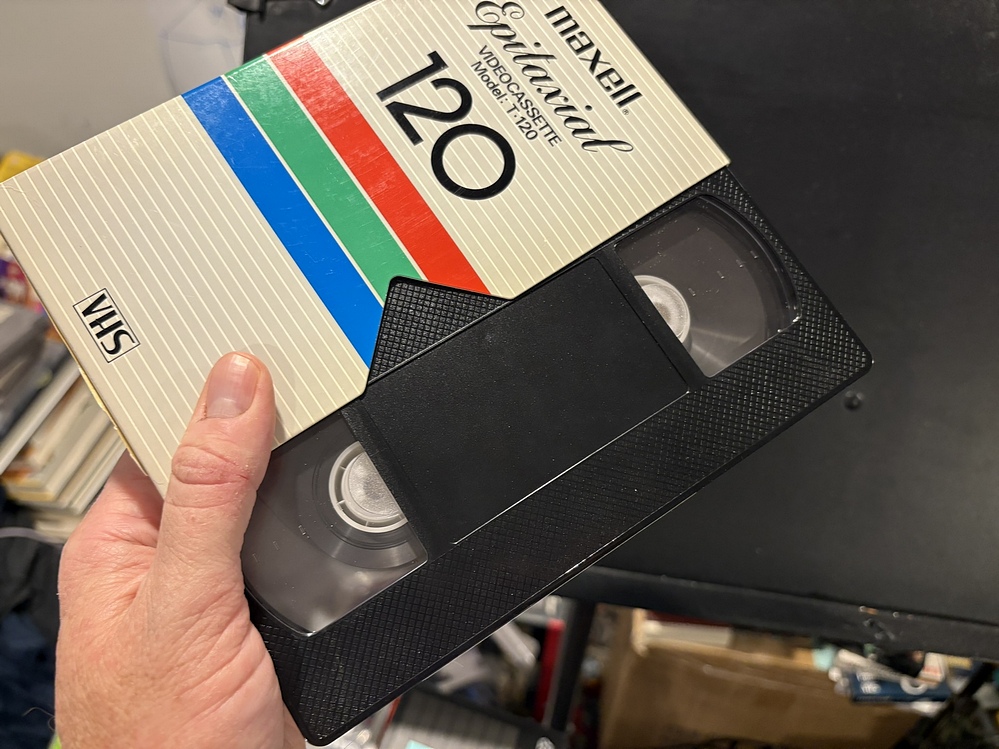 maxell®
Epitaxial
VIDEOCASSETTE
Model: T-120
120
VHS